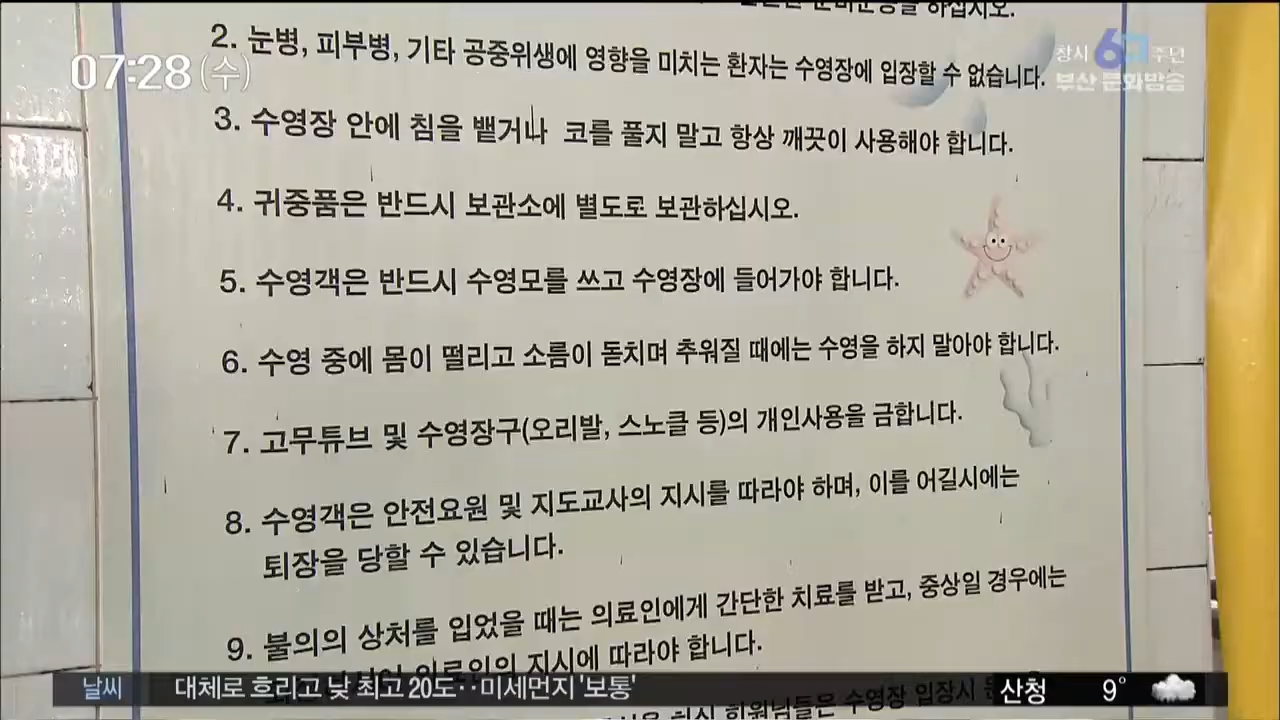 하십시오.
2. 눈병, 피부병, 기타 공중위생에 영향을 미치는 환자는 수영장에 입장할 수 없습니다.
07:28(수)
창사 60주년
부산 문화방송
3. 수영장 안에 침을 뱉거나 코를 풀지 말고 항상 깨끗이 사용해야 합니다.
4. 귀중품은 반드시 보관소에 별도로 보관하십시오.
5. 수영객은 반드시 수영모를 쓰고 수영장에 들어가야 합니다.
6. 수영 중에 몸이 떨리고 소름이 돋치며 추워질 때에는 수영을 하지 말아야 합니다.
7. 고무튜브 및 수영장구(오리발, 스노클 등)의 개인사용을 금합니다.
8. 수영객은 안전요원 및 지도교사의 지시를 따라야 하며, 이를 어길시에는
퇴장을 당할 수 있습니다.
9. 불의의 상처를 입었을 때는 의료인에게 간단한 치료를 받고, 중상일 경우에는
의료인의 지시에 따라야 합니다.
회원님들은 수영장 입장시
날씨 대체로 흐리고 낮 최고 20도··미세먼지 '보통' 산청 9°